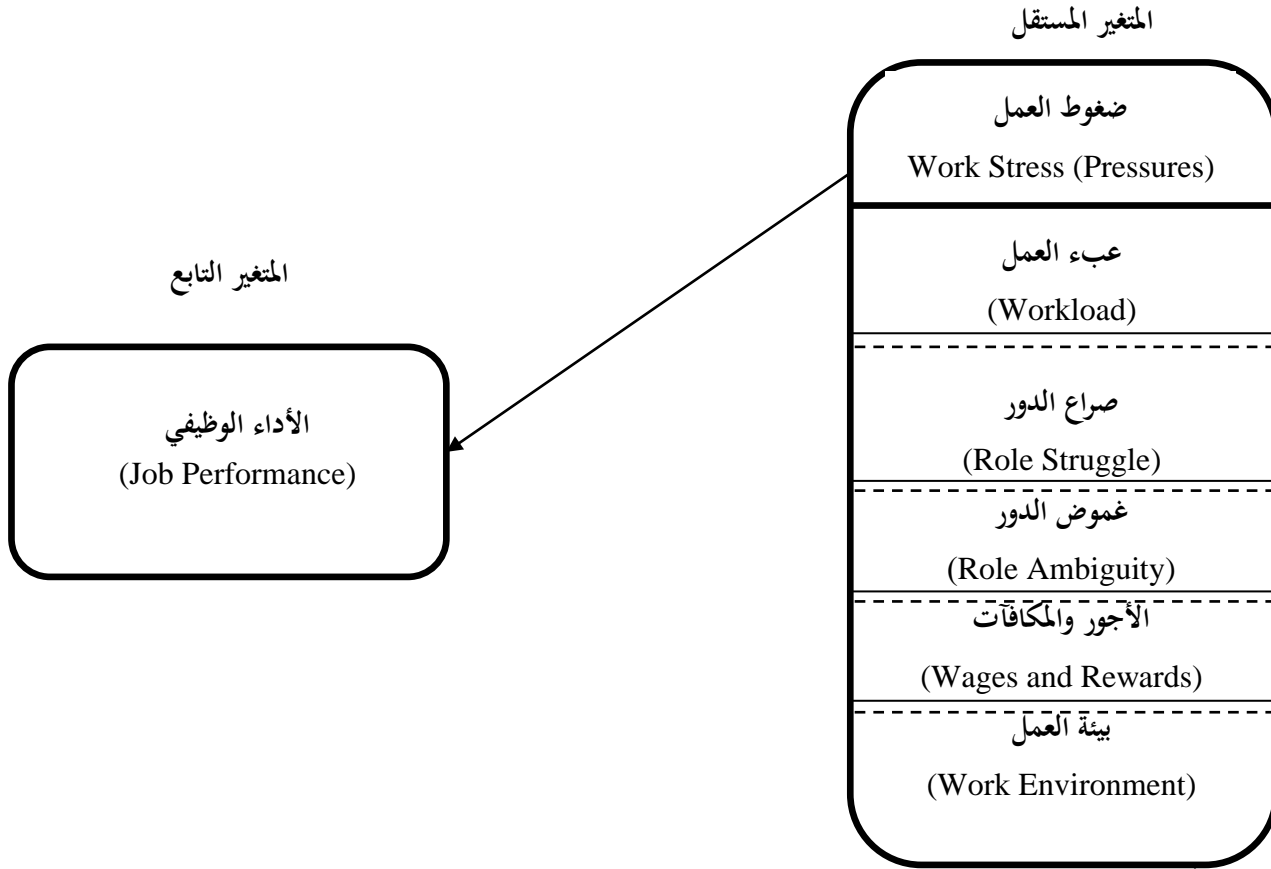 المتغير المستقل
ضغوط العمل
Work Stress (Pressures)
عبء العمل
(Workload)
صراع الدور
(Role Struggle)
غموض الدور
(Role Ambiguity)
الأجور والمكافآت
(Wages and Rewards)
بيئة العمل
(Work Environment)
المتغير التابع
الأداء الوظيفي
(Job Performance)